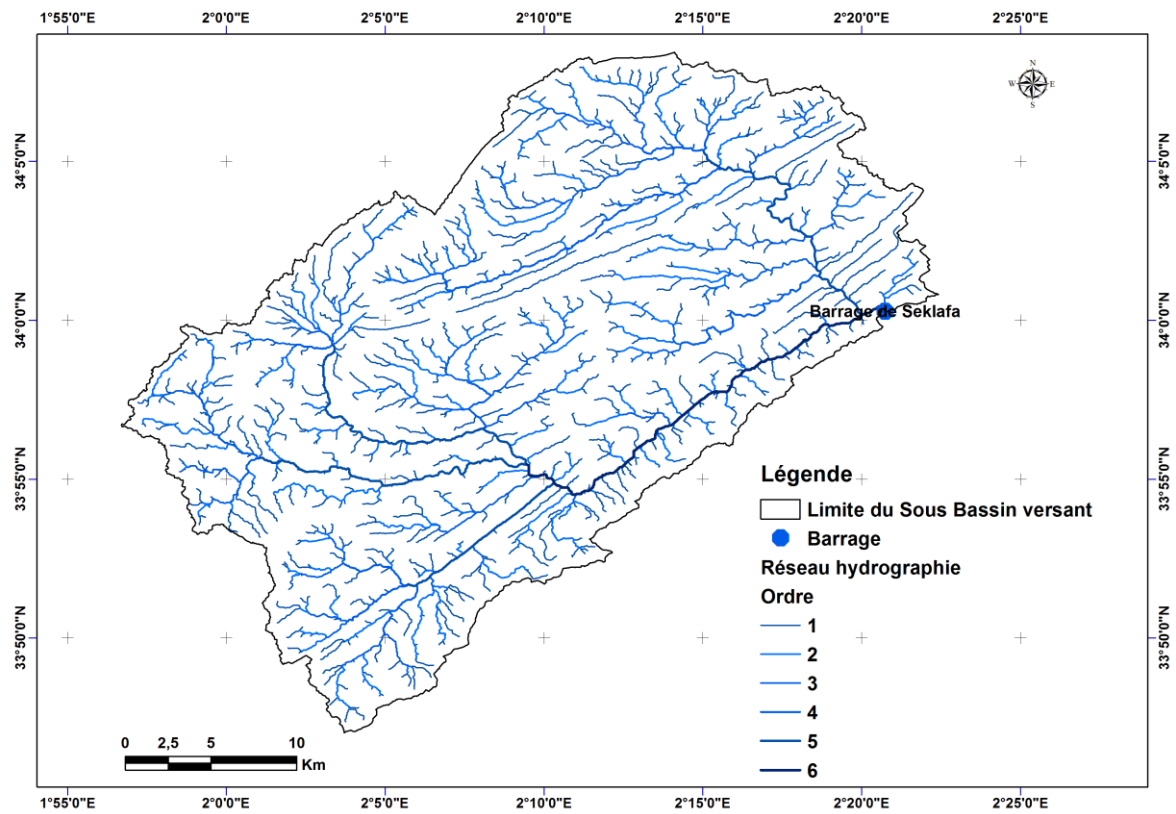 1°55'0"E 2°0'0"E 2°5'0"E 2°10'0"E 2°15'0"E 2°20'0"E 2°25'0"E
N
W E
S
34°5'0"N 34°5'0"N
34°0'0"N 34°0'0"N
Barrage de Seklafa
33°55'0"N 33°55'0"N
33°50'0"N 33°50'0"N
Légende
Limite du Sous Bassin versant
Barrage
Réseau hydrographie
Ordre
1
2
3
4
5
6
0 2,5 5 10
Km
1°55'0"E 2°0'0"E 2°5'0"E 2°10'0"E 2°15'0"E 2°20'0"E 2°25'0"E